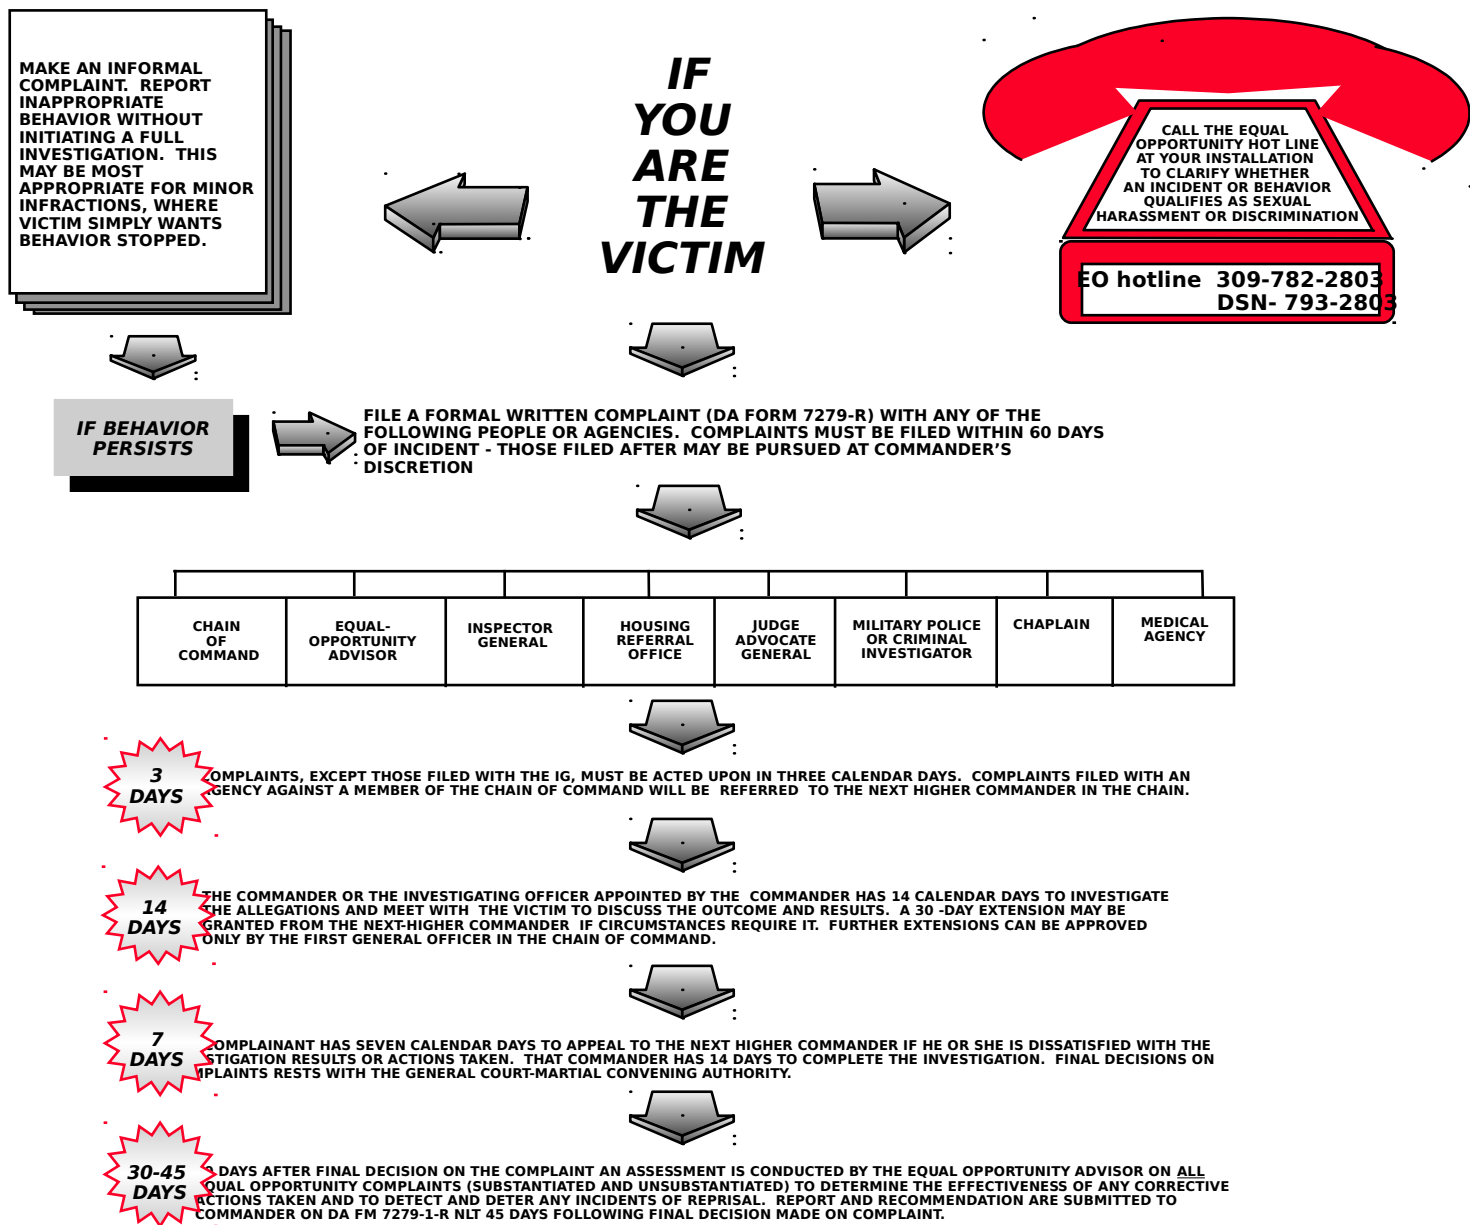 MAKE AN INFORMAL
COMPLAINT. REPORT
INAPPROPRIATE
BEHAVIOR WITHOUT
INITIATING A FULL
INVESTIGATION. THIS
MAY BE MOST
APPROPRIATE FOR MINOR
INFRACTIONS, WHERE
VICTIM SIMPLY WANTS
BEHAVIOR STOPPED.
IF
YOU
ARE
THE
VICTIM
CALL THE EQUAL
OPPORTUNITY HOT LINE
AT YOUR INSTALLATION
TO CLARIFY WHETHER
AN INCIDENT OR BEHAVIOR
QUALIFIES AS SEXUAL
HARASSMENT OR DISCRIMINATION
EO hotline 309-782-2803
DSN- 793-2803
IF BEHAVIOR
PERSISTS
FILE A FORMAL WRITTEN COMPLAINT (DA FORM 7279-R) WITH ANY OF THE
FOLLOWING PEOPLE OR AGENCIES. COMPLAINTS MUST BE FILED WITHIN 60 DAYS
OF INCIDENT - THOSE FILED AFTER MAY BE PURSUED AT COMMANDER’S
DISCRETION
CHAIN
OF
COMMAND
EQUAL-
OPPORTUNITY
ADVISOR
INSPECTOR
GENERAL
HOUSING
REFERRAL
OFFICE
JUDGE
ADVOCATE
GENERAL
MILITARY POLICE
OR CRIMINAL
INVESTIGATOR
CHAPLAIN
MEDICAL
AGENCY
3
DAYS
COMPLAINTS, EXCEPT THOSE FILED WITH THE IG, MUST BE ACTED UPON IN THREE CALENDAR DAYS. COMPLAINTS FILED WITH AN
AGENCY AGAINST A MEMBER OF THE CHAIN OF COMMAND WILL BE REFERRED TO THE NEXT HIGHER COMMANDER IN THE CHAIN.
14
DAYS
THE COMMANDER OR THE INVESTIGATING OFFICER APPOINTED BY THE COMMANDER HAS 14 CALENDAR DAYS TO INVESTIGATE
THE ALLEGATIONS AND MEET WITH THE VICTIM TO DISCUSS THE OUTCOME AND RESULTS. A 30 -DAY EXTENSION MAY BE
GRANTED FROM THE NEXT-HIGHER COMMANDER IF CIRCUMSTANCES REQUIRE IT. FURTHER EXTENSIONS CAN BE APPROVED
ONLY BY THE FIRST GENERAL OFFICER IN THE CHAIN OF COMMAND.
7
DAYS
COMPLAINANT HAS SEVEN CALENDAR DAYS TO APPEAL TO THE NEXT HIGHER COMMANDER IF HE OR SHE IS DISSATISFIED WITH THE
STIGATION RESULTS OR ACTIONS TAKEN. THAT COMMANDER HAS 14 DAYS TO COMPLETE THE INVESTIGATION. FINAL DECISIONS ON
MPLAINTS RESTS WITH THE GENERAL COURT-MARTIAL CONVENING AUTHORITY.
30-45
DAYS
DAYS AFTER FINAL DECISION ON THE COMPLAINT AN ASSESSMENT IS CONDUCTED BY THE EQUAL OPPORTUNITY ADVISOR ON ALL
EQUAL OPPORTUNITY COMPLAINTS (SUBSTANTIATED AND UNSUBSTANTIATED) TO DETERMINE THE EFFECTIVENESS OF ANY CORRECTIVE
ACTIONS TAKEN AND TO DETECT AND DETER ANY INCIDENTS OF REPRISAL. REPORT AND RECOMMENDATION ARE SUBMITTED TO
COMMANDER ON DA FM 7279-1-R NLT 45 DAYS FOLLOWING FINAL DECISION MADE ON COMPLAINT.